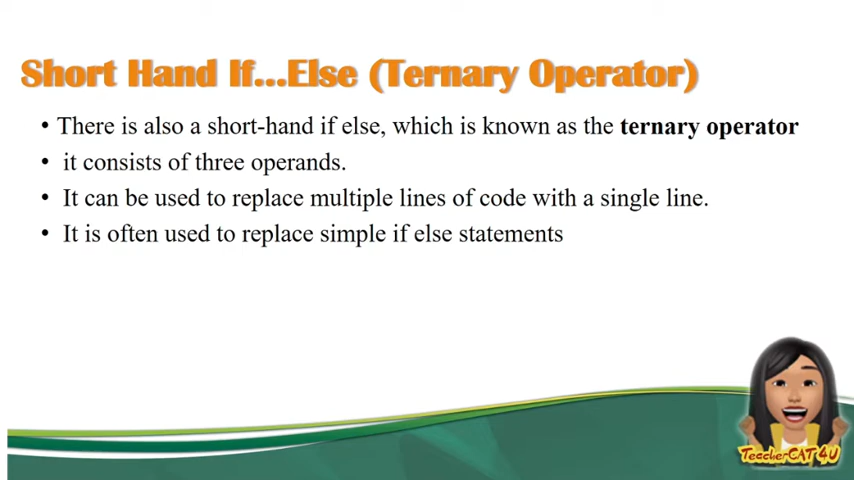 Short Hand If...Else (Ternary Operator)
• There is also a short-hand if else, which is known as the ternary operator
• it consists of three operands.
• It can be used to replace multiple lines of code with a single line.
• It is often used to replace simple if else statements
TeacherCAT4U